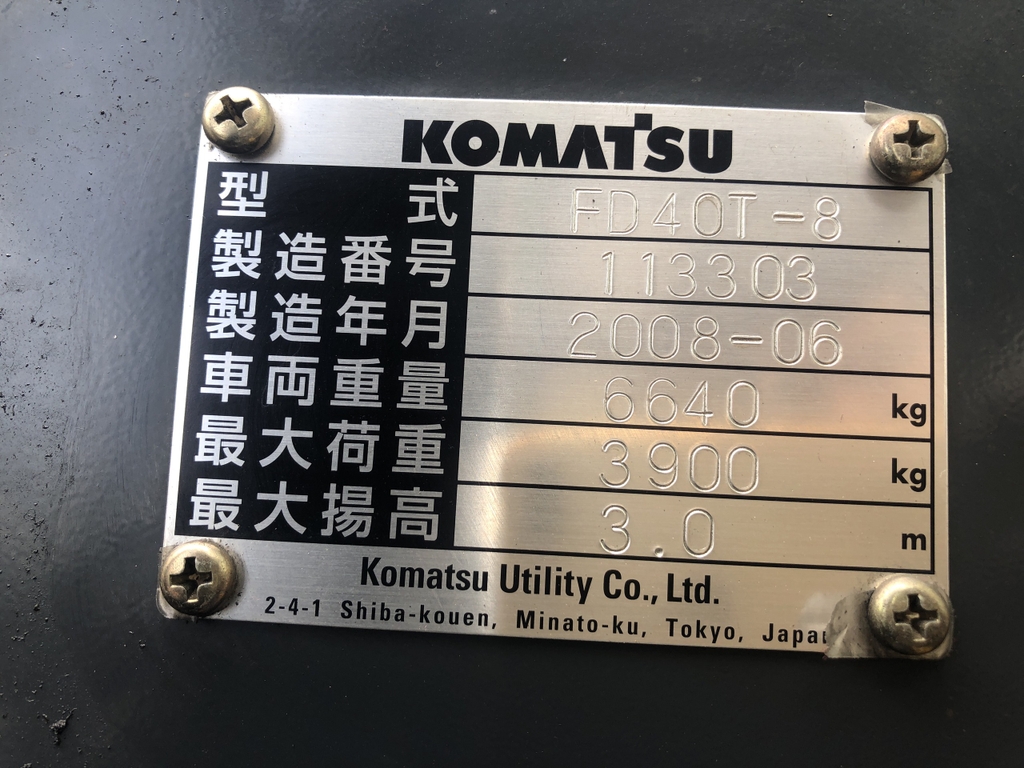 KOMATSU
型式 FD40T-8
製造番号 113303
製造年月 2008-06
車両重量 6640 kg
最大荷重 3900 kg
最大揚高 3.0 m
Komatsu Utility Co., Ltd.
2-4-1 Shiba-kouen, Minato-ku, Tokyo,